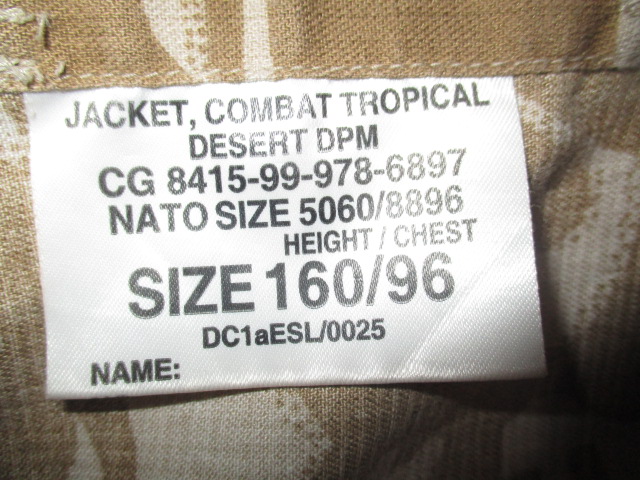 JACKET, COMBAT TROPICAL
DESERT DPM
CG 8415-99-978-6897
NATO SIZE 5060/8896
HEIGHT / CHEST
SIZE 160/96
DC1aESL/0025
NAME: